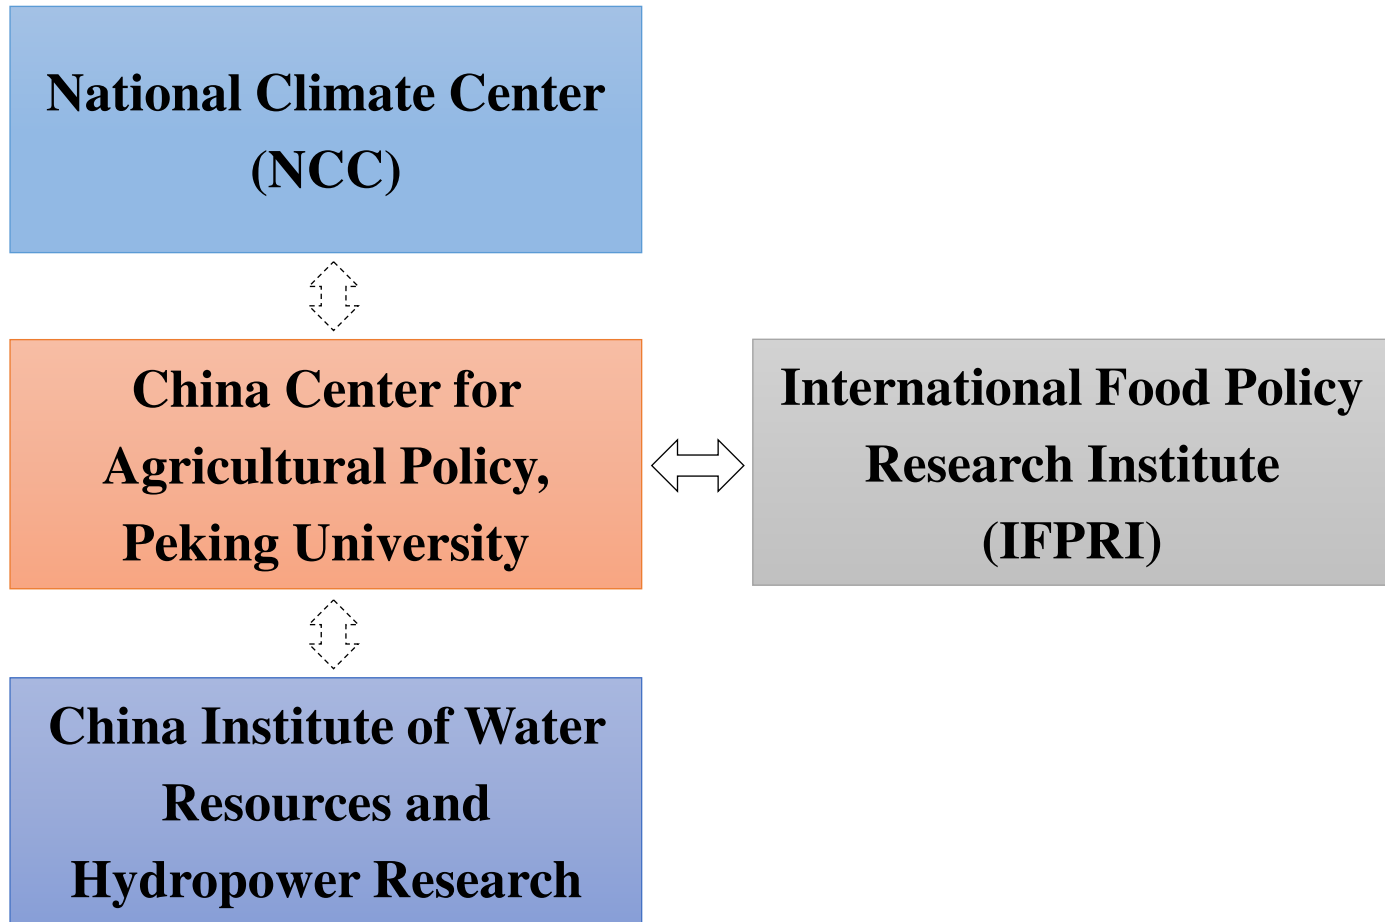 National Climate Center
(NCC)
China Center for
Agricultural Policy,
Peking University
International Food Policy
Research Institute
(IFPRI)
China Institute of Water
Resources and
Hydropower Research